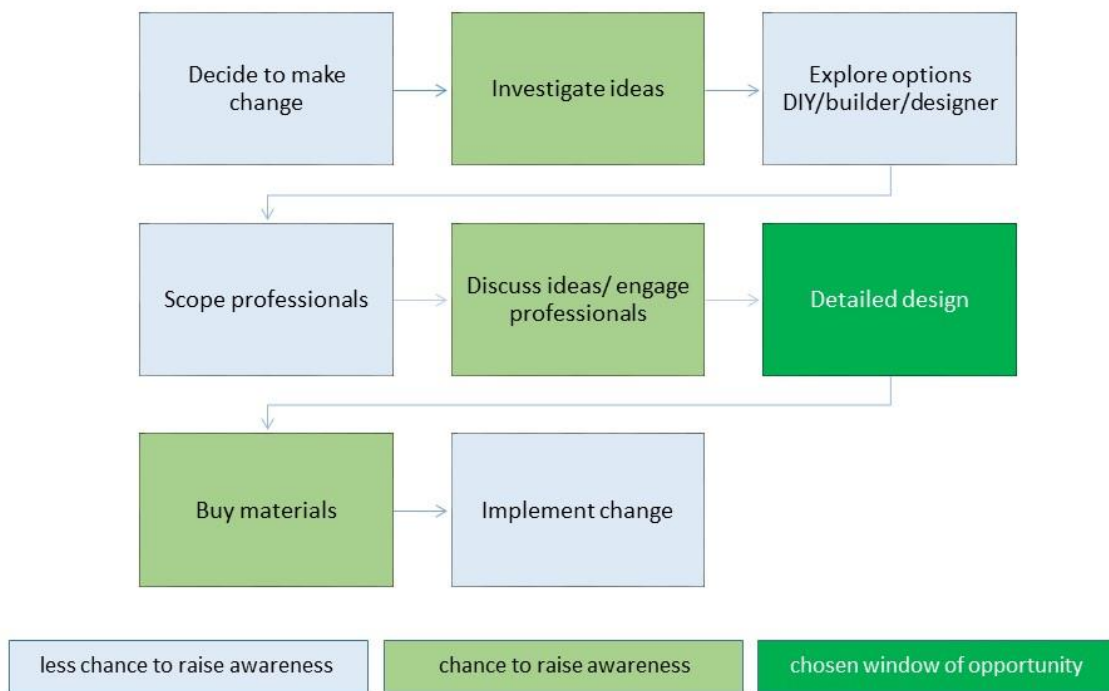 Decide to make
change
Investigate ideas
Explore options
DIY/builder/designer
Scope professionals
Discuss ideas/ engage
professionals
Detailed design
Buy materials
Implement change
less chance to raise awareness
chance to raise awareness
chosen window of opportunity